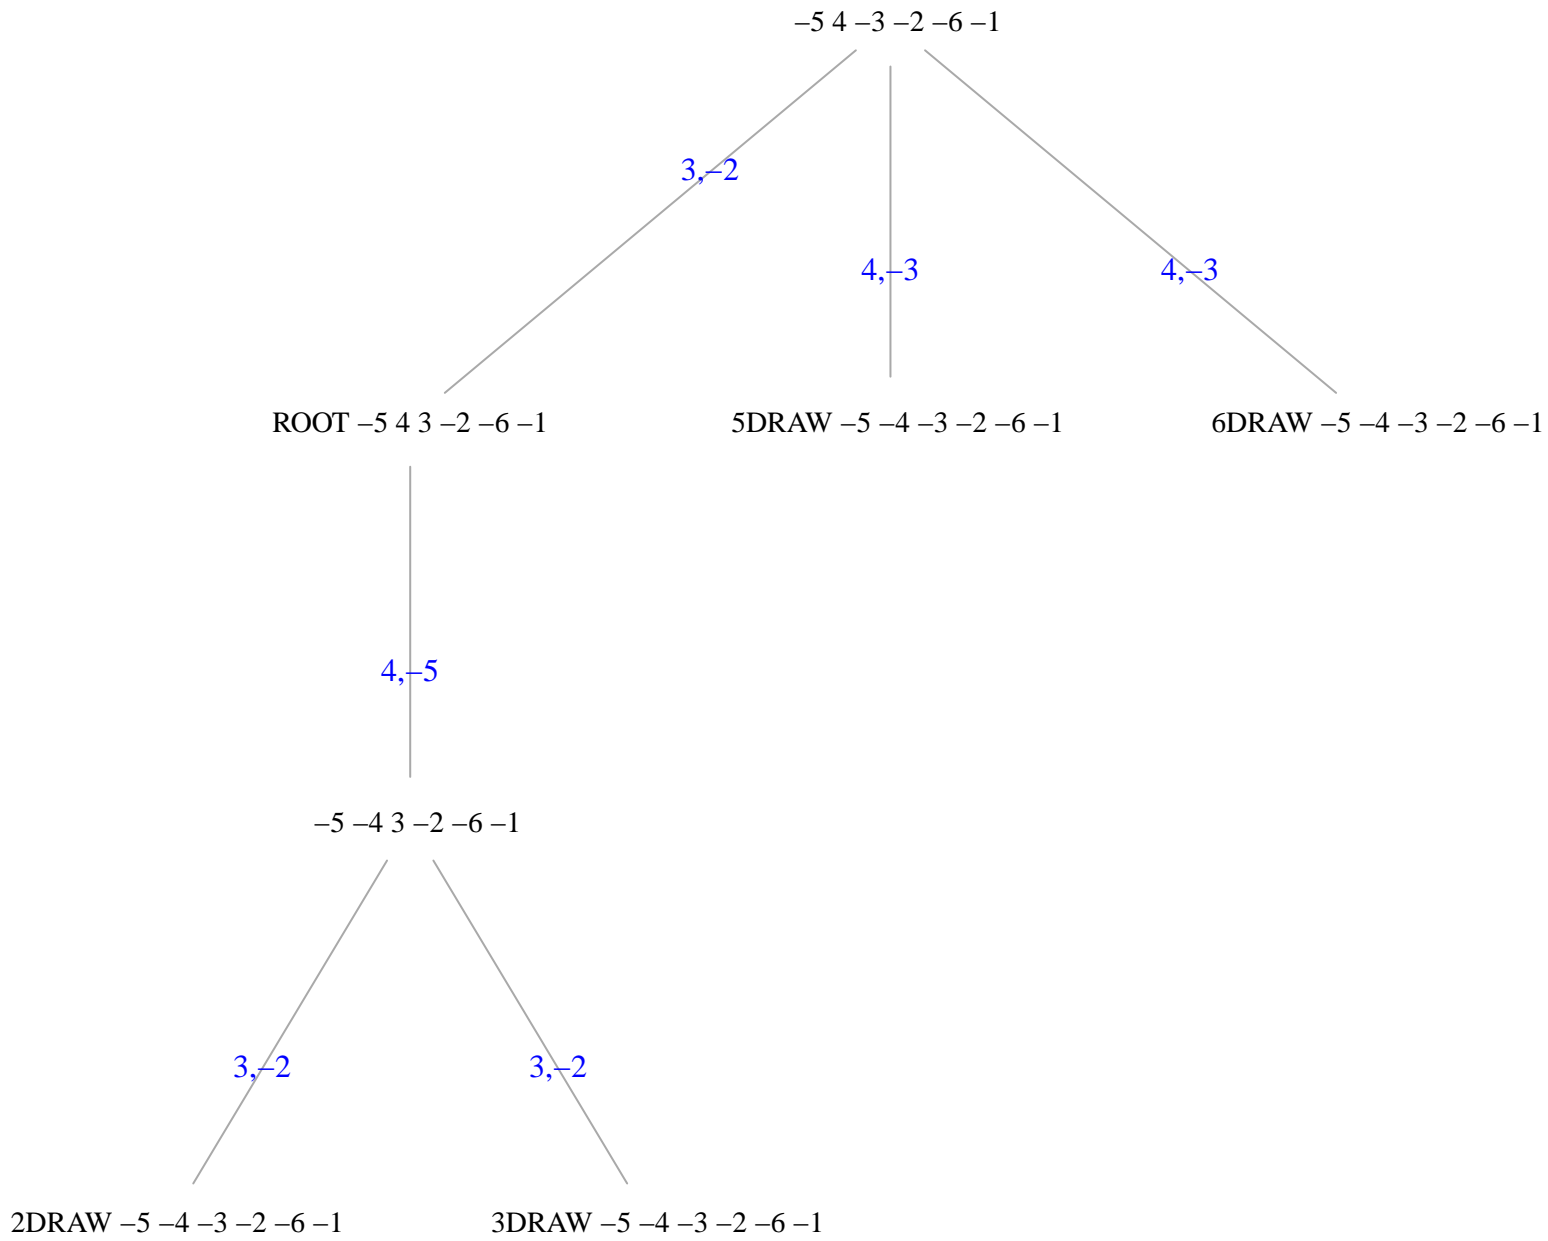 –5 4 –3 –2 –6 –1
3,–2
4,–3
4,–3
ROOT –5 4 3 –2 –6 –1
5DRAW –5 –4 –3 –2 –6 –1
6DRAW –5 –4 –3 –2 –6 –1
4,–5
–5 –4 3 –2 –6 –1
3,–2
3,–2
2DRAW –5 –4 –3 –2 –6 –1
3DRAW –5 –4 –3 –2 –6 –1